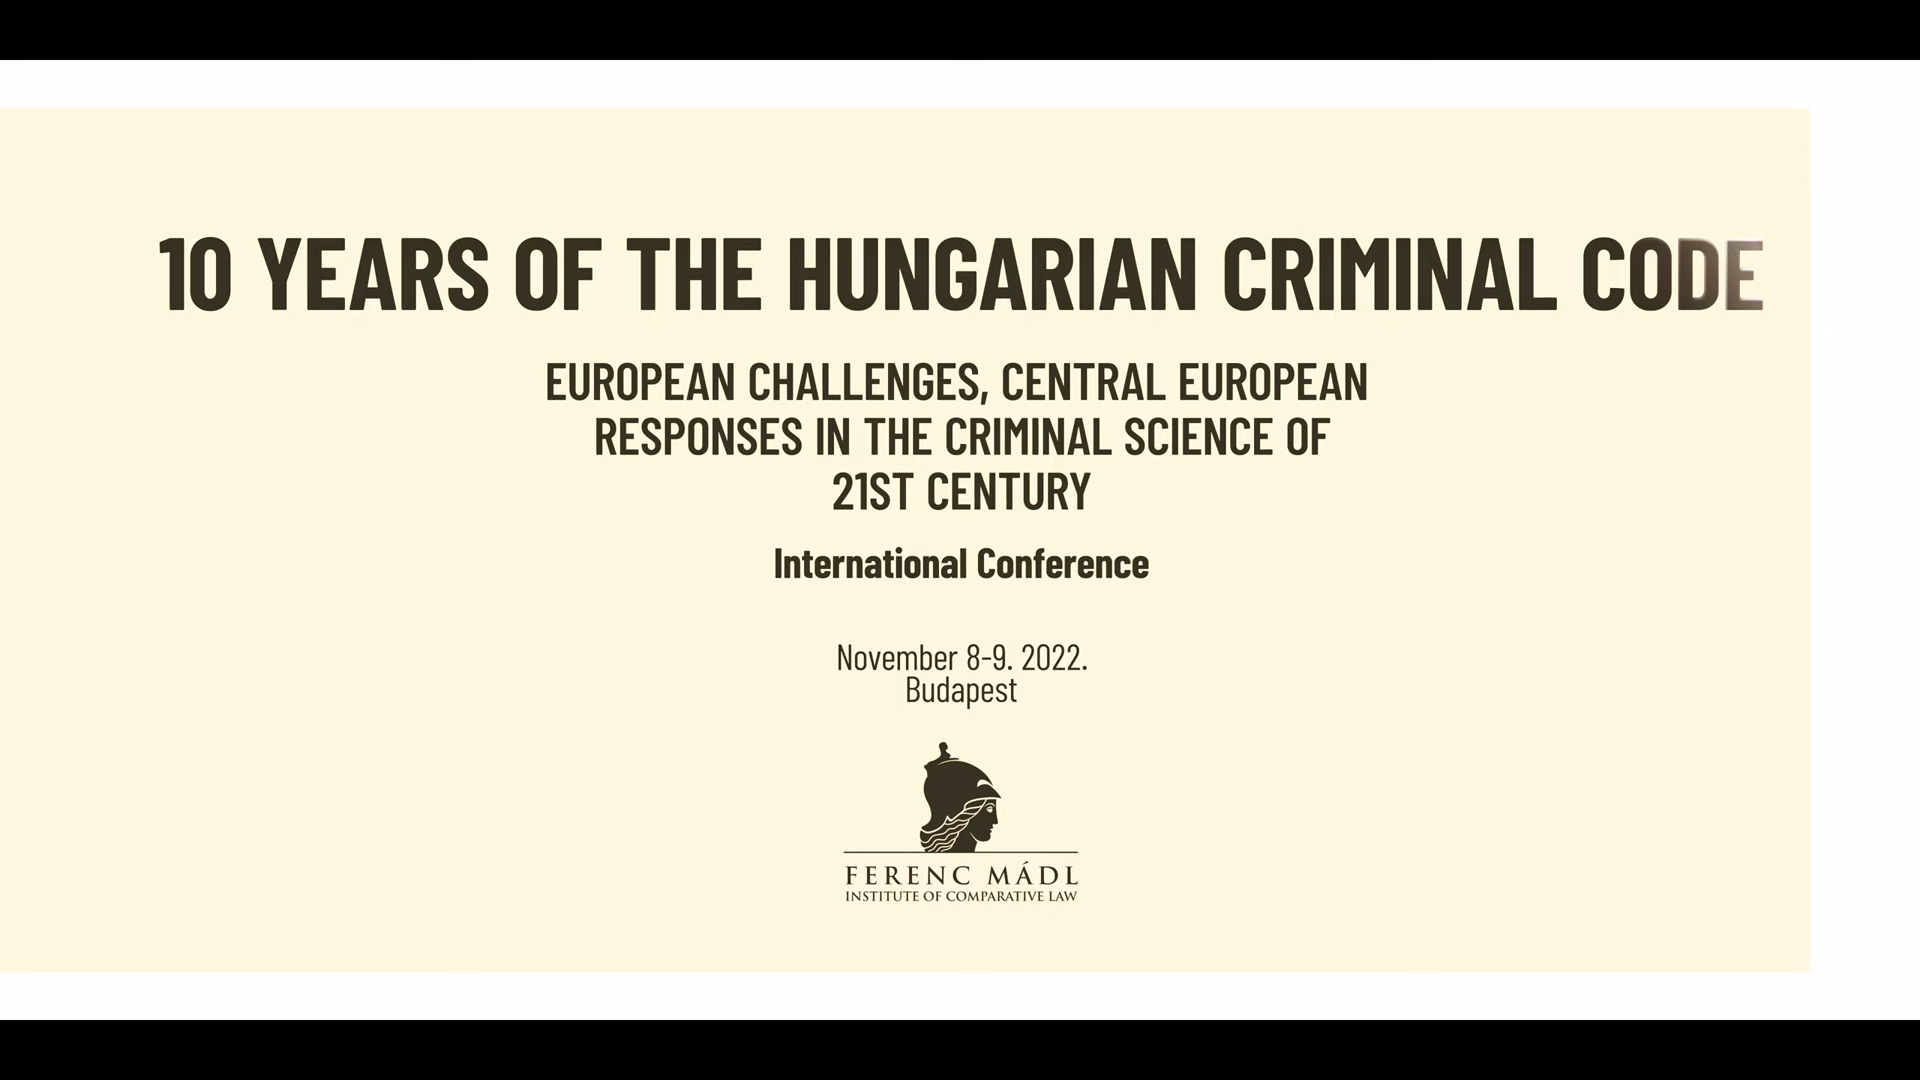 10 YEARS OF THE HUNGARIAN CRIMINAL CODE
EUROPEAN CHALLENGES, CENTRAL EUROPEAN
RESPONSES IN THE CRIMINAL SCIENCE OF
21ST CENTURY
International Conference
November 8-9. 2022.
Budapest
FERENC MÁDL
INSTITUTE OF COMPARATIVE LAW